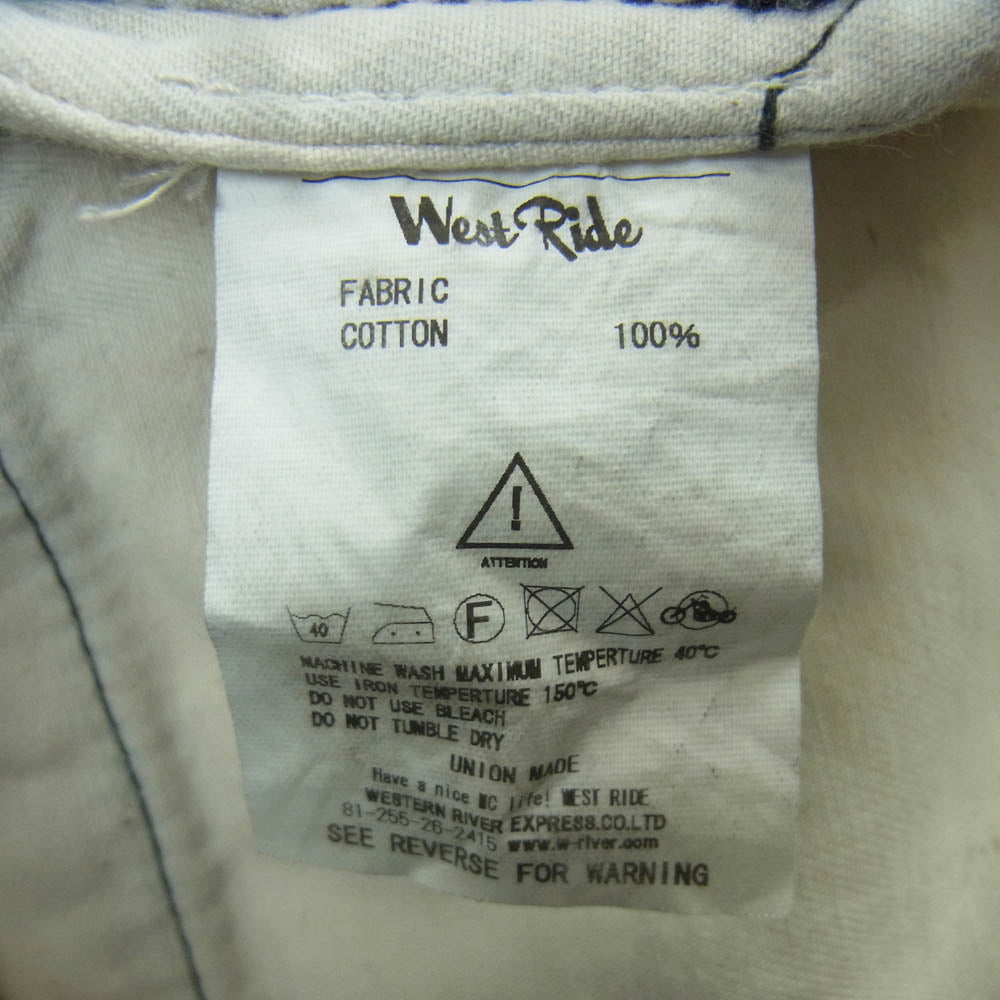 West Ride
FABRIC
COTTON 100%
!
ATTENTION
40 F
MACHINE WASH MAXIMUM TEMPERTURE 40℃
USE IRON TEMPERTURE 150℃
DO NOT USE BLEACH
DO NOT TUMBLE DRY
UNION MADE
Have a nice MC life! WEST RIDE
WESTERN RIVER EXPRESS.CO.LTD
81-255-26-2415 www.w-river.com
SEE REVERSE FOR WARNING